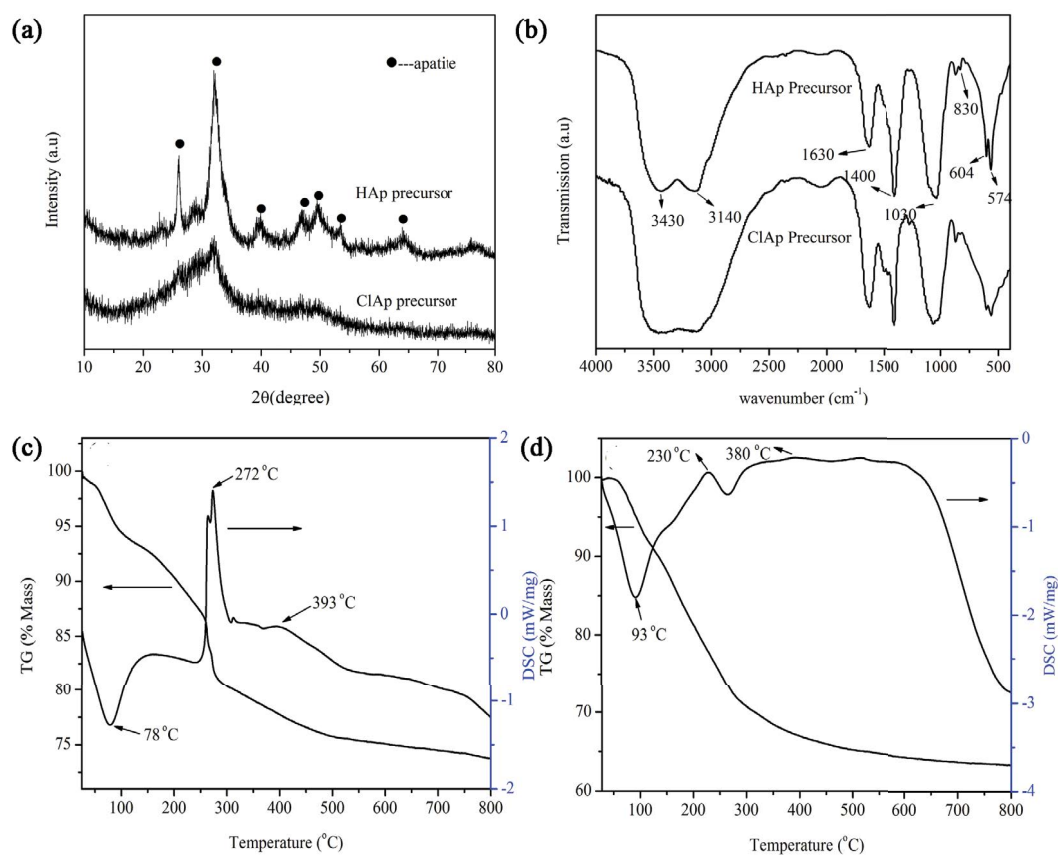 (a)
●---apatite
HAp precursor
ClAp precursor
Intensity (a.u)
10 20 30 40 50 60 70 80
2θ(degree)
(b)
HAp Precursor
830
1630
604
1400
574
3430 3140
1030
ClAp Precursor
Transmission (a.u)
4000 3500 3000 2500 2000 1500 1000 500
wavenumber (cm⁻¹)
(c)
272 °C
393 °C
78 °C
TG (% Mass)
100
95
90
85
80
75
DSC (mW/mg)
2
1
0
-1
-2
100 200 300 400 500 600 700 800
Temperature (°C)
(d)
230 °C
380 °C
93 °C
TG (% Mass)
100
90
80
70
60
DSC (mW/mg)
-0
-1
-2
-3
-4
100 200 300 400 500 600 700 800
Temperature (°C)